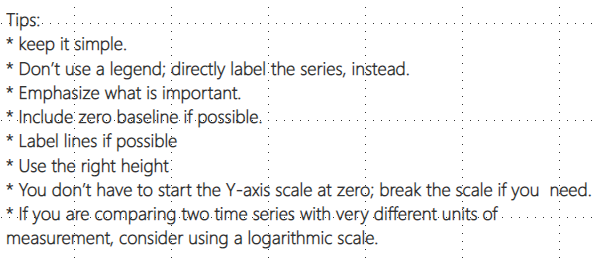 Tips:
* keep it simple.
* Don't use a legend; directly label the series, instead.
* Emphasize what is important.
* Include zero baseline if possible.
* Label lines if possible
* Use the right height
* You don't have to start the Y-axis scale at zero; break the scale if you  need.
* If you are comparing two time series with very different units of
measurement, consider using a logarithmic scale.